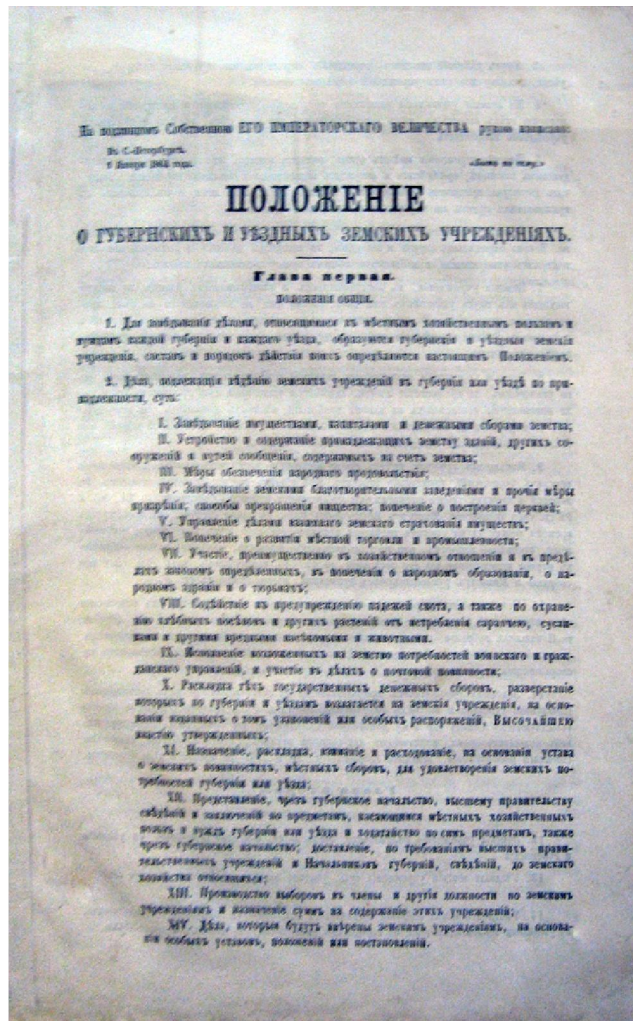 На подлинномъ Собственною ЕГО ИМПЕРАТОРСКАГО ВЕЛИЧЕСТВА рукою написано:
Въ С.-Петербургѣ. «Быть по сему.»
1 Января 1864 года.
ПОЛОЖЕНІЕ
О ГУБЕРНСКИХЪ И УѢЗДНЫХЪ ЗЕМСКИХЪ УЧРЕЖДЕНІЯХЪ.
Глава первая.
ПОЛОЖЕНІЯ ОБЩІЯ.
1. Для завѣдыванія дѣлами, относящимися къ мѣстнымъ хозяйственнымъ пользамъ и
нуждамъ каждой губерніи и каждаго уѣзда, образуются губернскія и уѣздныя земскія
учрежденія, составъ и порядокъ дѣйствія коихъ опредѣляются настоящимъ Положеніемъ.
2. Дѣла, подлежащія вѣдѣнію земскихъ учрежденій въ губерніи или уѣздѣ по при-
надлежности, суть:
I. Завѣдываніе имуществами, капиталами и денежными сборами земства;
II. Устройство и содержаніе принадлежащихъ земству зданій, другихъ со-
оруженій и путей сообщенія, содержимыхъ на счетъ земства;
III. Мѣры обезпеченія народнаго продовольствія;
IV. Завѣдываніе земскими благотворительными заведеніями и прочія мѣры
призрѣнія; способы прекращенія нищества; попеченіе о построеніи церквей;
V. Управленіе дѣлами взаимнаго земскаго страхованія имуществъ;
VI. Попеченіе о развитіи мѣстной торговли и промышленности;
VII. Участіе, преимущественно въ хозяйственномъ отношеніи и въ предѣ-
лахъ закономъ опредѣленныхъ, въ попеченіи о народномъ образованіи, о на-
родномъ здравіи и о тюрьмахъ;
VIII. Содѣйствіе къ предупрежденію падежей скота, а также по охране-
нію хлѣбныхъ посѣвовъ и другихъ растеній отъ истребленія саранчею, сусли-
ками и другими вредными насѣкомыми и животными.
IX. Исполненіе возложенныхъ на земство потребностей воинскаго и граж-
данскаго управленій, и участіе въ дѣлахъ о почтовой повинности;
X. Раскладка тѣхъ государственныхъ денежныхъ сборовъ, разверстаніе
которыхъ по губерніи и уѣздамъ возлагается на земскія учрежденія, на осно-
ваніи изданныхъ о томъ узаконеній или особыхъ распоряженій, ВЫСОЧАЙШЕЮ
властію утвержденныхъ;
XI. Назначеніе, раскладка, взиманіе и расходованіе, на основаніи устава
о земскихъ повинностяхъ, мѣстныхъ сборовъ, для удовлетворенія земскихъ по-
требностей губерніи или уѣзда;
XII. Представленіе, чрезъ губернское начальство, высшему правительству
свѣдѣній и заключеній по предметамъ, касающимся мѣстныхъ хозяйственныхъ
пользъ и нуждъ губерніи или уѣзда и ходатайство по симъ предметамъ, также
чрезъ губернское начальство; доставленіе, по требованіямъ высшихъ прави-
тельственныхъ учрежденій и Начальниковъ губерній, свѣдѣній, до земскаго
хозяйства относящихся;
XIII. Производство выборовъ въ члены и другія должности по земскимъ
учрежденіямъ и назначеніе суммъ на содержаніе этихъ учрежденій;
XIV. Дѣла, которыя будутъ ввѣрены земскимъ учрежденіямъ, на основа-
ніи особыхъ уставовъ, положеній или постановленій.